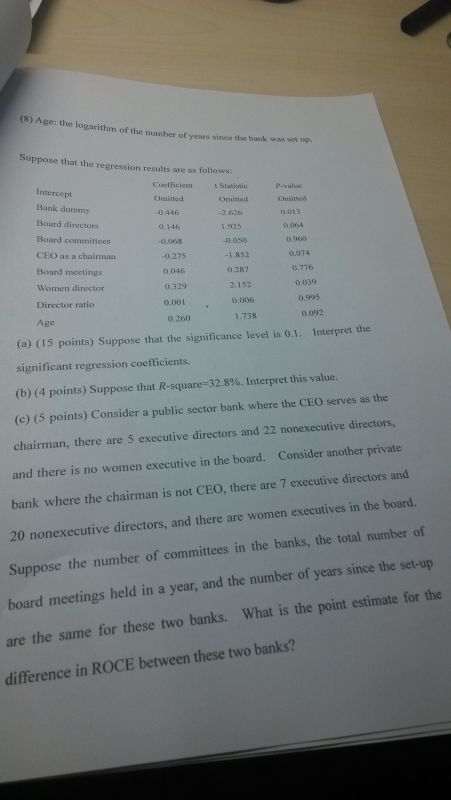 (8) Age: the logarithm of the number of years since the bank was set up.
Suppose that the regression results are as follows:
Coefficient t Statistic P-value
Intercept Omitted Omitted Omitted
Bank dummy -0.446 -2.626 0.013
Board directors 0.146 1.925 0.064
Board committees -0.068 -0.050 0.960
CEO as a chairman -0.275 -1.852 0.074
Board meetings 0.046 0.287 0.776
Women director 0.329 2.152 0.039
Director ratio 0.001 0.006 0.995
Age 0.260 1.738 0.092
(a) (15 points) Suppose that the significance level is 0.1. Interpret the
significant regression coefficients.
(b) (4 points) Suppose that R-square=32.8%. Interpret this value.
(c) (5 points) Consider a public sector bank where the CEO serves as the
chairman, there are 5 executive directors and 22 nonexecutive directors,
and there is no women executive in the board. Consider another private
bank where the chairman is not CEO, there are 7 executive directors and
20 nonexecutive directors, and there are women executives in the board.
Suppose the number of committees in the banks, the total number of
board meetings held in a year, and the number of years since the set-up
are the same for these two banks. What is the point estimate for the
difference in ROCE between these two banks?